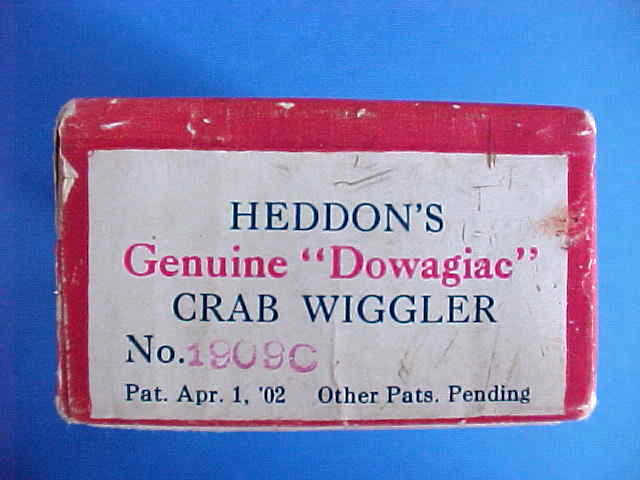 HEDDON'S
Genuine "Dowagiac"
CRAB WIGGLER
No. 1909C
Pat. Apr. 1, '02 Other Pats. Pending